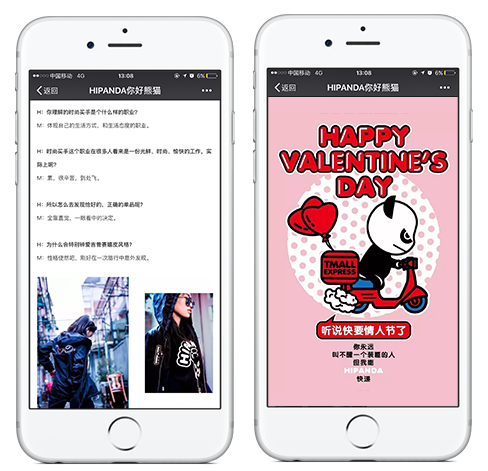 中国移动 4G 13:08 6%
返回 HIPANDA你好熊猫
H: 你理解的时尚买手是个什么样的职业?
M: 体现自己的生活方式、和生活态度的职业。
H: 时尚买手这个职业在很多人看来是一份光鲜、时尚、愉快的工作。实
际上呢?
M: 累、很辛苦、到处飞。
H: 所以怎么去发现恰好的、正确的单品呢?
M: 全靠直觉,一眼看中的决定。
H: 为什么会特别钟爱首推嬉皮风格?
M: 性格使然吧,刚好在一次旅行中意外发现。
中国移动 4G 13:08 6%
返回 HIPANDA你好熊猫
HAPPY
VALENTINE'S
DAY
TMALL
EXPRESS
听说快要情人节了
你永远
叫不醒一个装睡的人
但我能
HIPANDA
快递